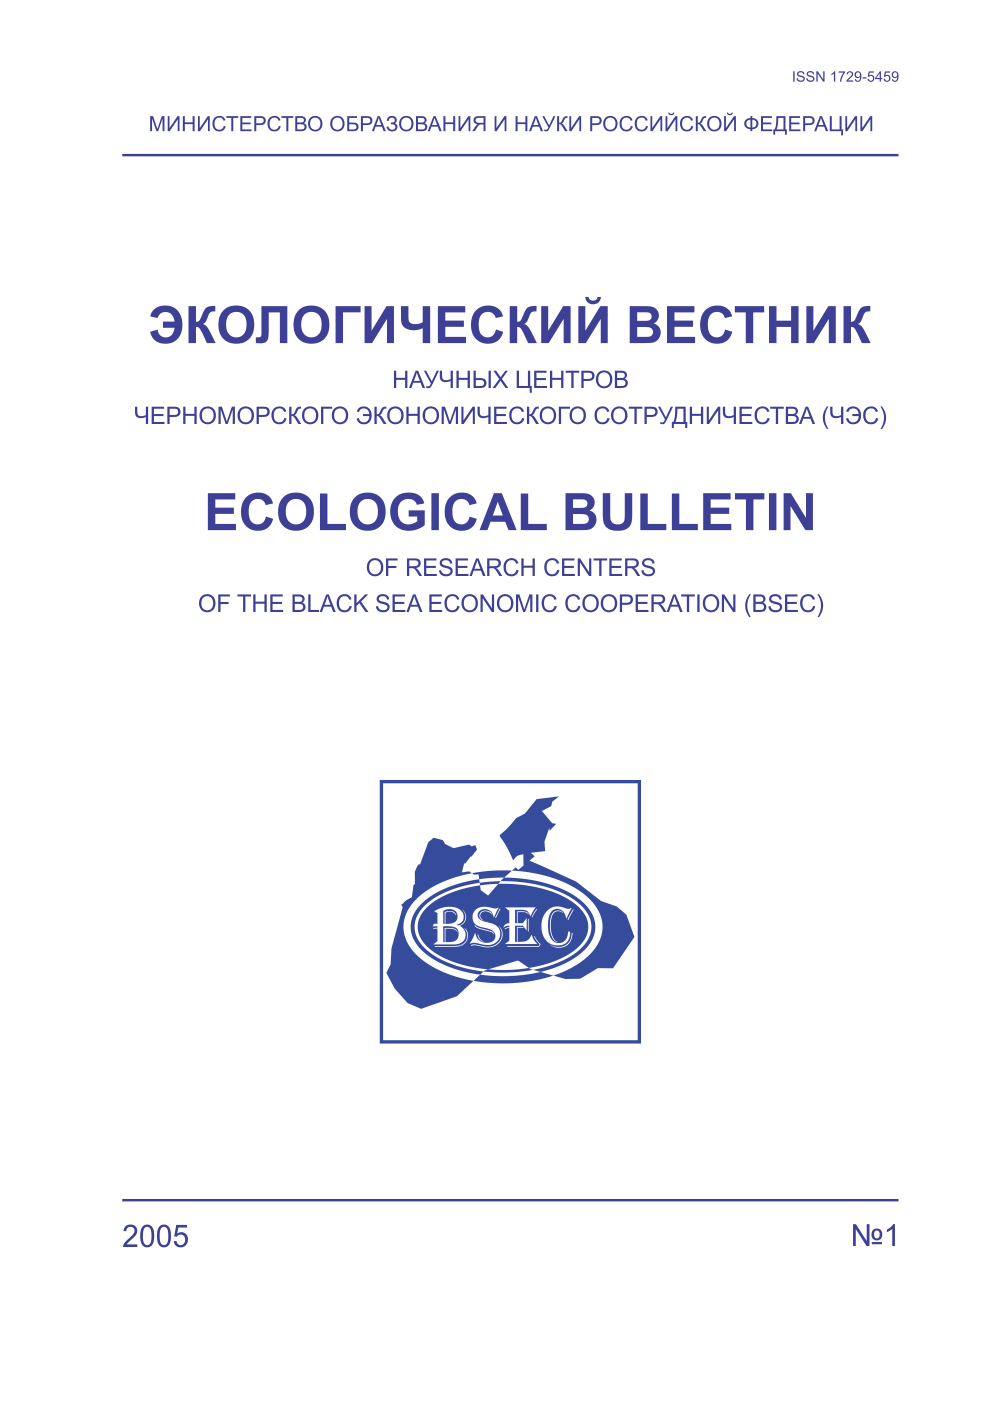 ISSN 1729-5459
МИНИСТЕРСТВО ОБРАЗОВАНИЯ И НАУКИ РОССИЙСКОЙ ФЕДЕРАЦИИ
ЭКОЛОГИЧЕСКИЙ ВЕСТНИК
НАУЧНЫХ ЦЕНТРОВ
ЧЕРНОМОРСКОГО ЭКОНОМИЧЕСКОГО СОТРУДНИЧЕСТВА (ЧЭС)
ECOLOGICAL BULLETIN
OF RESEARCH CENTERS
OF THE BLACK SEA ECONOMIC COOPERATION (BSEC)
BSEC
2005 №1